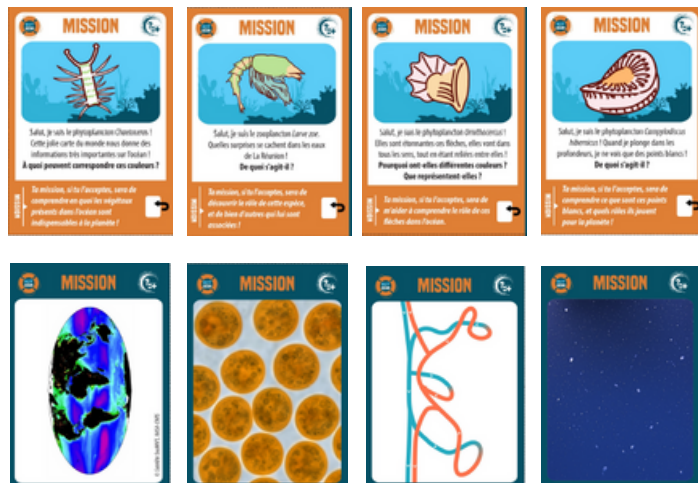 MISSION
MISSION
MISSION
MISSION
Salut, je suis le phytoplancton Chaetoceros !
Cette jolie carte du monde nous donne des
informations très importantes sur l'océan !
À quoi peuvent correspondre ces couleurs ?
Salut, je suis le zooplancton Larve zoe.
Quelles surprises se cachent dans les eaux
de La Réunion !
De quoi s'agit-il ?
Salut, je suis le phytoplancton Ornithocercus !
Elles sont étonnantes ces flèches, elles vont dans
tous les sens, tout en étant reliées entre elles !
Pourquoi ont-elles différentes couleurs ?
Que représentent-elles ?
Salut, je suis le phytoplancton Campylodiscus
hibernicus ! Quand je plonge dans les
profondeurs, je ne vois que des points blancs !
De quoi s'agit-il ?
MISSION
Ta mission, si tu l'acceptes, sera de
comprendre en quoi les végétaux
présents dans l'océan sont
indispensables à la planète !
MISSION
Ta mission, si tu l'acceptes, sera de
découvrir le rôle de cette espèce,
et de bien d'autres qui lui sont
associées !
MISSION
Ta mission, si tu l'acceptes, sera de
m'aider à comprendre le rôle de ces
flèches dans l'océan.
MISSION
Ta mission, si tu l'acceptes, sera de
comprendre ce que sont ces points
blancs, et quels rôles ils jouent
pour la planète !
MISSION
MISSION
MISSION
MISSION